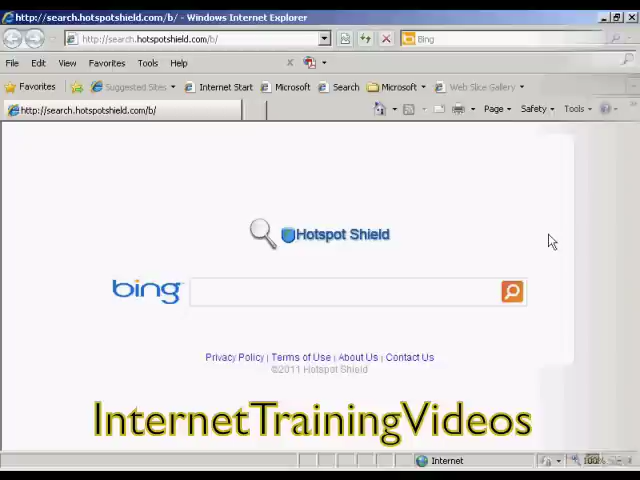 http://search.hotspotshield.com/b/ - Windows Internet Explorer
http://search.hotspotshield.com/b/
Bing
File Edit View Favorites Tools Help
Favorites Suggested Sites Internet Start Microsoft Search Microsoft Web Slice Gallery
http://search.hotspotshield.com/b/
Page Safety Tools
Hotspot Shield
bing
Privacy Policy | Terms of Use | About Us | Contact Us
©2011 Hotspot Shield
InternetTrainingVideos
Internet 100%